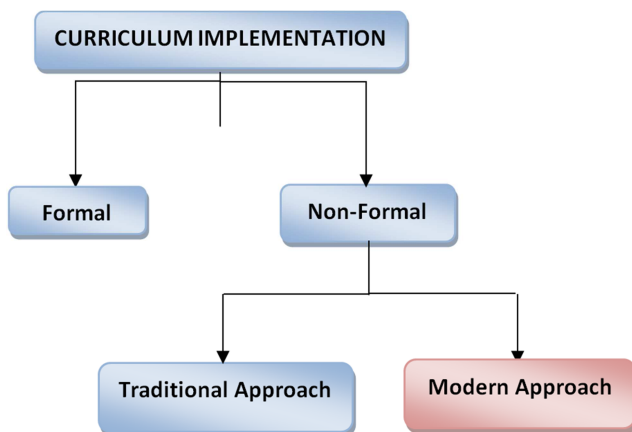 CURRICULUM IMPLEMENTATION
Formal
Non-Formal
Traditional Approach
Modern Approach